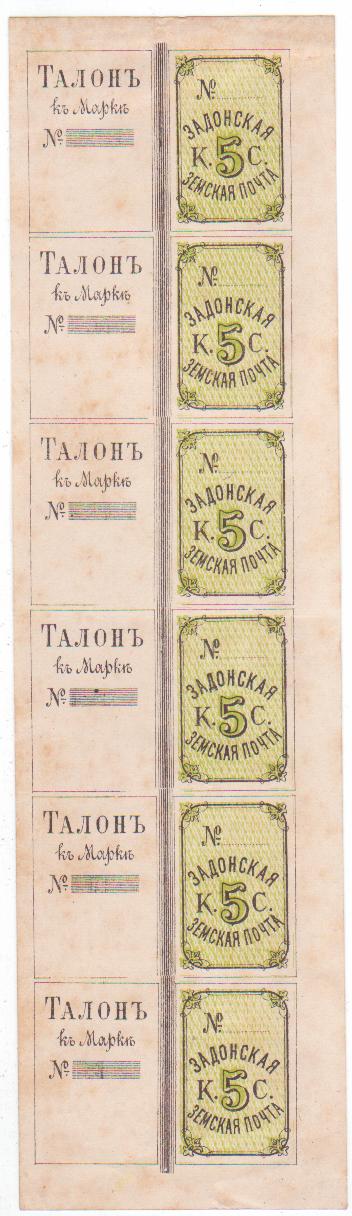 ТАЛОНЪ
къ Маркѣ
№
№
ЗАДОНСКАЯ
К. 5 С.
ЗЕМСКАЯ ПОЧТА
ТАЛОНЪ
къ Маркѣ
№
№
ЗАДОНСКАЯ
К. 5 С.
ЗЕМСКАЯ ПОЧТА
ТАЛОНЪ
къ Маркѣ
№
№
ЗАДОНСКАЯ
К. 5 С.
ЗЕМСКАЯ ПОЧТА
ТАЛОНЪ
къ Маркѣ
№
№
ЗАДОНСКАЯ
К. 5 С.
ЗЕМСКАЯ ПОЧТА
ТАЛОНЪ
къ Маркѣ
№
№
ЗАДОНСКАЯ
К. 5 С.
ЗЕМСКАЯ ПОЧТА
ТАЛОНЪ
къ Маркѣ
№
№
ЗАДОНСКАЯ
К. 5 С.
ЗЕМСКАЯ ПОЧТА